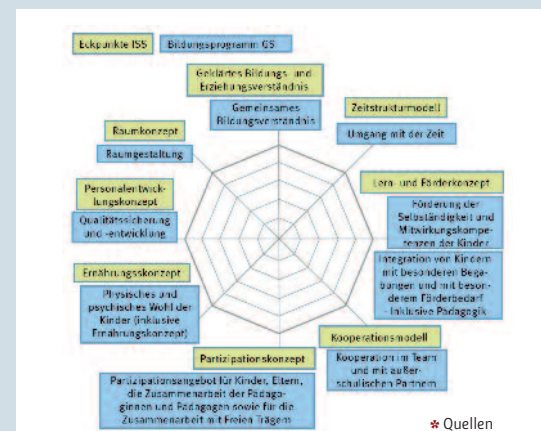 Eckpunkte ISS
Bildungsprogramm GS
Geklärtes Bildungs- und
Erziehungsverständnis
Gemeinsames
Bildungsverständnis
Zeitstrukturmodell
Umgang mit der Zeit
Lern- und Förderkonzept
Förderung der
Selbständigkeit und
Mitwirkungskompe-
tenzen der Kinder
Integration von Kindern
mit besonderen Bega-
bungen und mit beson-
derem Förderbedarf
- Inklusive Pädagogik
Kooperationsmodell
Kooperation im Team
und mit außer-
schulischen Partnern
Partizipationskonzept
Partizipationsangebot für Kinder, Eltern,
die Zusammenarbeit der Pädago-
ginnen und Pädagogen sowie für die
Zusammenarbeit mit Freien Trägern
Ernährungsskonzept
Physisches und
psychisches Wohl der
Kinder (inklusive
Ernährungskonzept)
Personalentwick-
lungskonzept
Qualitätssicherung
und -entwicklung
Raumkonzept
Raumgestaltung
* Quellen